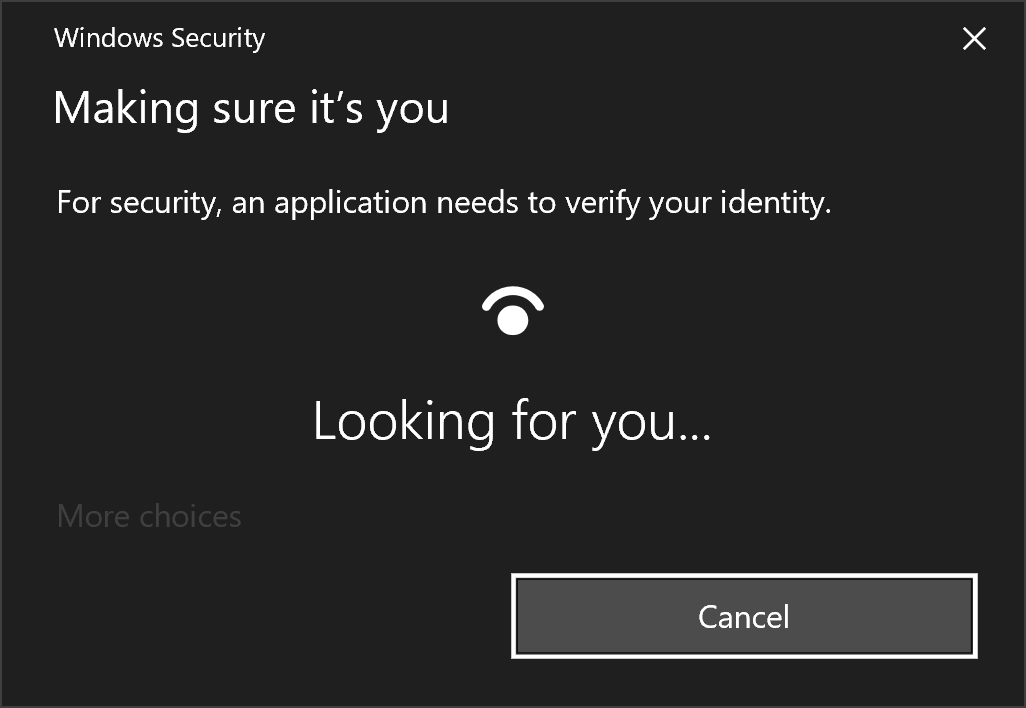 Windows Security
Making sure it’s you
For security, an application needs to verify your identity.
Looking for you...
More choices
Cancel